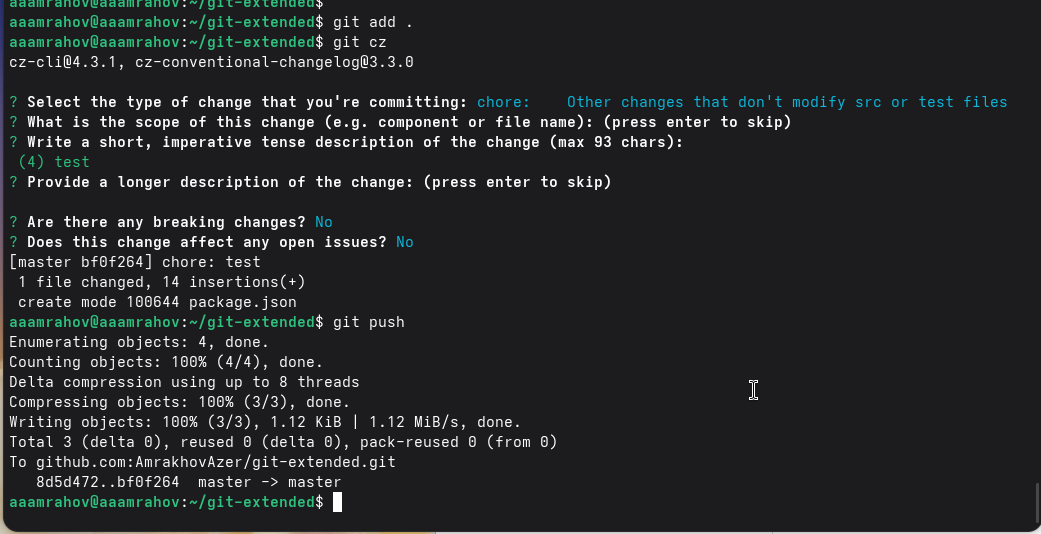 aaamrahov@aaamrahov:~/git-extended$
aaamrahov@aaamrahov:~/git-extended$ git add .
aaamrahov@aaamrahov:~/git-extended$ git cz
cz-cli@4.3.1, cz-conventional-changelog@3.3.0
? Select the type of change that you're committing: chore:    Other changes that don't modify src or test files
? What is the scope of this change (e.g. component or file name): (press enter to skip)
? Write a short, imperative tense description of the change (max 93 chars):
 (4) test
? Provide a longer description of the change: (press enter to skip)
? Are there any breaking changes? No
? Does this change affect any open issues? No
[master bf0f264] chore: test
 1 file changed, 14 insertions(+)
 create mode 100644 package.json
aaamrahov@aaamrahov:~/git-extended$ git push
Enumerating objects: 4, done.
Counting objects: 100% (4/4), done.
Delta compression using up to 8 threads
Compressing objects: 100% (3/3), done.
Writing objects: 100% (3/3), 1.12 KiB | 1.12 MiB/s, done.
Total 3 (delta 0), reused 0 (delta 0), pack-reused 0 (from 0)
To github.com:AmrakhovAzer/git-extended.git
   8d5d472..bf0f264  master -> master
aaamrahov@aaamrahov:~/git-extended$